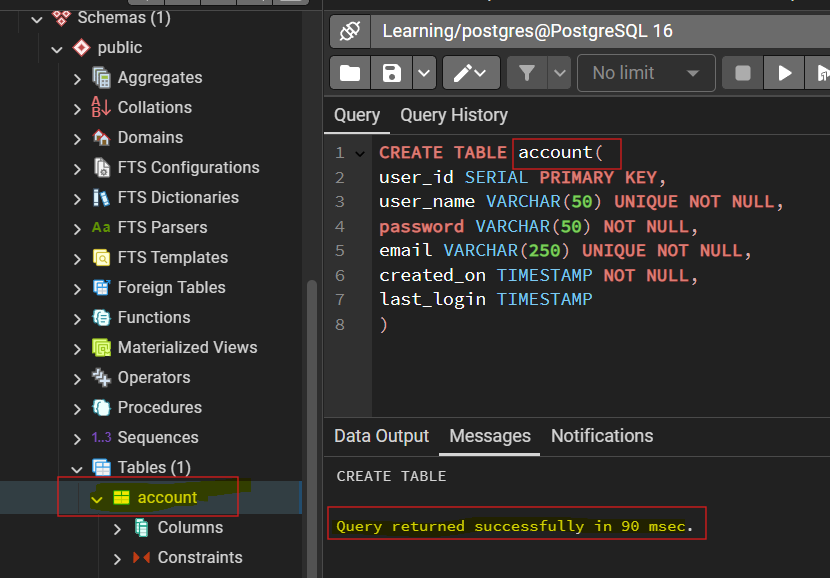 Schemas (1)
public
Aggregates
Collations
Domains
FTS Configurations
FTS Dictionaries
FTS Parsers
FTS Templates
Foreign Tables
Functions
Materialized Views
Operators
Procedures
1..3 Sequences
Tables (1)
account
Columns
Constraints
Learning/postgres@PostgreSQL 16
No limit
Query Query History
1 CREATE TABLE account(
2 user_id SERIAL PRIMARY KEY,
3 user_name VARCHAR(50) UNIQUE NOT NULL,
4 password VARCHAR(50) NOT NULL,
5 email VARCHAR(250) UNIQUE NOT NULL,
6 created_on TIMESTAMP NOT NULL,
7 last_login TIMESTAMP
8 )
Data Output Messages Notifications
CREATE TABLE
Query returned successfully in 90 msec.